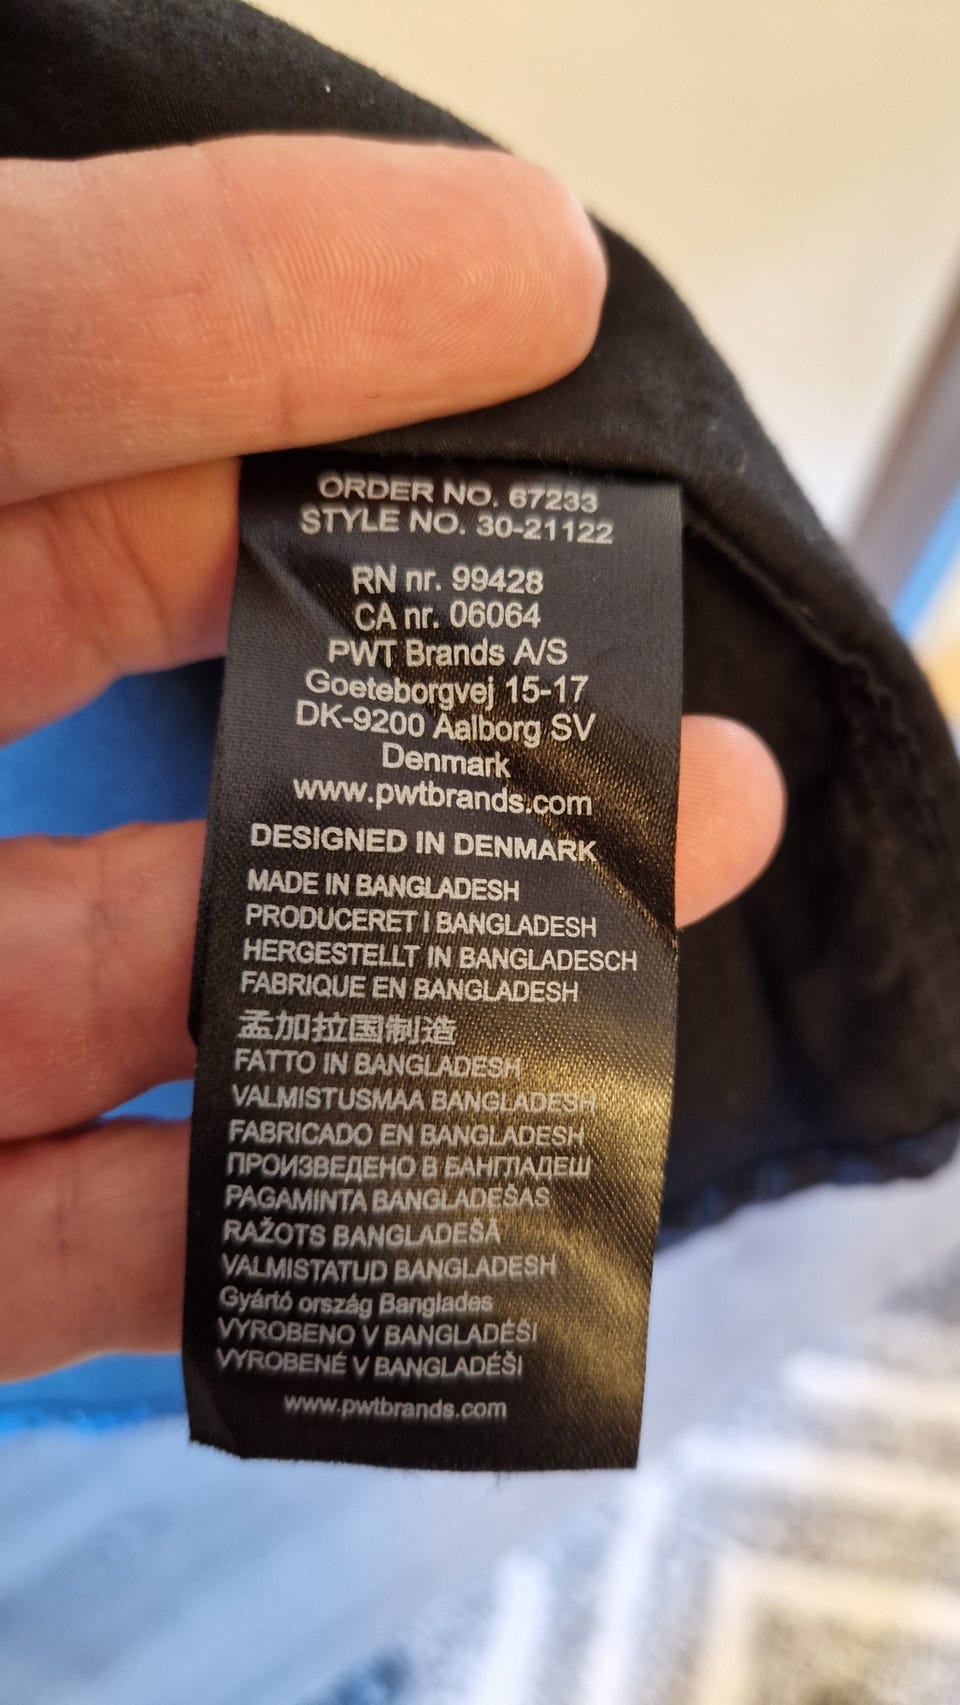 ORDER NO. 67233
STYLE NO. 30-21122
RN nr. 99428
CA nr. 06064
PWT Brands A/S
Goeteborgvej 15-17
DK-9200 Aalborg SV
Denmark
www.pwtbrands.com
DESIGNED IN DENMARK
MADE IN BANGLADESH
PRODUCERET I BANGLADESH
HERGESTELLT IN BANGLADESCH
FABRIQUE EN BANGLADESH
孟加拉国制造
FATTO IN BANGLADESH
VALMISTUSMAA BANGLADESH
FABRICADO EN BANGLADESH
ПРОИЗВЕДЕНО В БАНГЛАДЕШ
PAGAMINTA BANGLADEŠAS
RAŽOTS BANGLADEŠĀ
VALMISTATUD BANGLADESH
Gyártó ország Banglades
VYROBENO V BANGLADÉŠI
VYROBENÉ V BANGLADÉŠI
www.pwtbrands.com